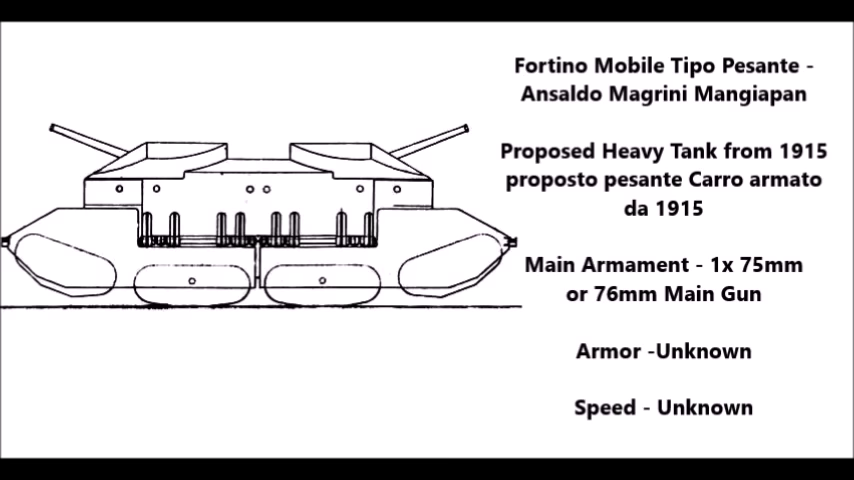 Fortino Mobile Tipo Pesante -
Ansaldo Magrini Mangiapan
Proposed Heavy Tank from 1915
proposto pesante Carro armato
da 1915
Main Armament - 1x 75mm
or 76mm Main Gun
Armor -Unknown
Speed - Unknown